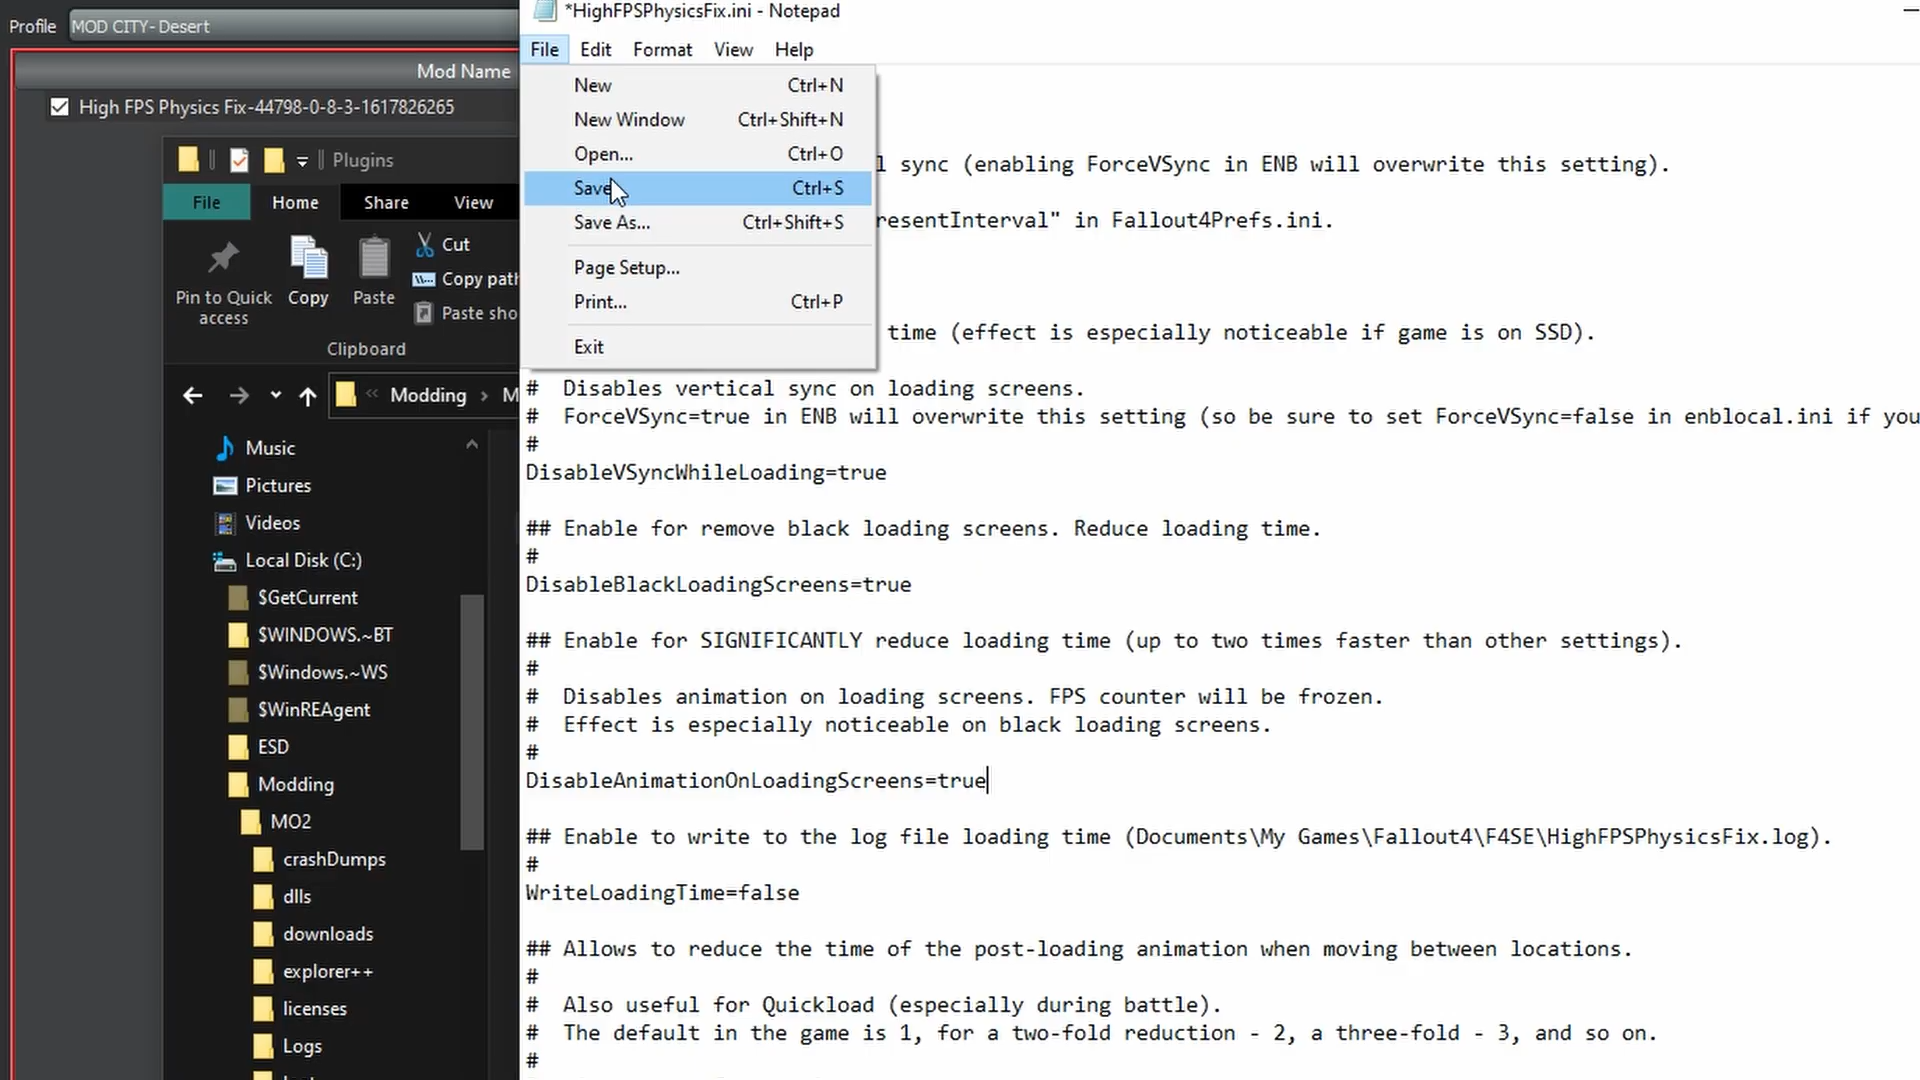 Profile
MOD CITY- Desert
Mod Name
High FPS Physics Fix-44798-0-8-3-1617826265
Plugins
File
Home
Share
View
Pin to Quick access
Copy
Paste
Cut
Copy path
Paste sho
Clipboard
« Modding › M
Music
Pictures
Videos
Local Disk (C:)
$GetCurrent
$WINDOWS.~BT
$Windows.~WS
$WinREAgent
ESD
Modding
MO2
crashDumps
dlls
downloads
explorer++
licenses
Logs
*HighFPSPhysicsFix.ini - Notepad
File Edit Format View Help
New Ctrl+N
New Window Ctrl+Shift+N
Open... Ctrl+O
Save Ctrl+S
Save As... Ctrl+Shift+S
Page Setup...
Print... Ctrl+P
Exit
l sync (enabling ForceVSync in ENB will overwrite this setting).
resentInterval" in Fallout4Prefs.ini.
time (effect is especially noticeable if game is on SSD).
# Disables vertical sync on loading screens.
# ForceVSync=true in ENB will overwrite this setting (so be sure to set ForceVSync=false in enblocal.ini if you
#
DisableVSyncWhileLoading=true
## Enable for remove black loading screens. Reduce loading time.
#
DisableBlackLoadingScreens=true
## Enable for SIGNIFICANTLY reduce loading time (up to two times faster than other settings).
#
# Disables animation on loading screens. FPS counter will be frozen.
# Effect is especially noticeable on black loading screens.
#
DisableAnimationOnLoadingScreens=true
## Enable to write to the log file loading time (Documents\My Games\Fallout4\F4SE\HighFPSPhysicsFix.log).
#
WriteLoadingTime=false
## Allows to reduce the time of the post-loading animation when moving between locations.
#
# Also useful for Quickload (especially during battle).
# The default in the game is 1, for a two-fold reduction - 2, a three-fold - 3, and so on.
#